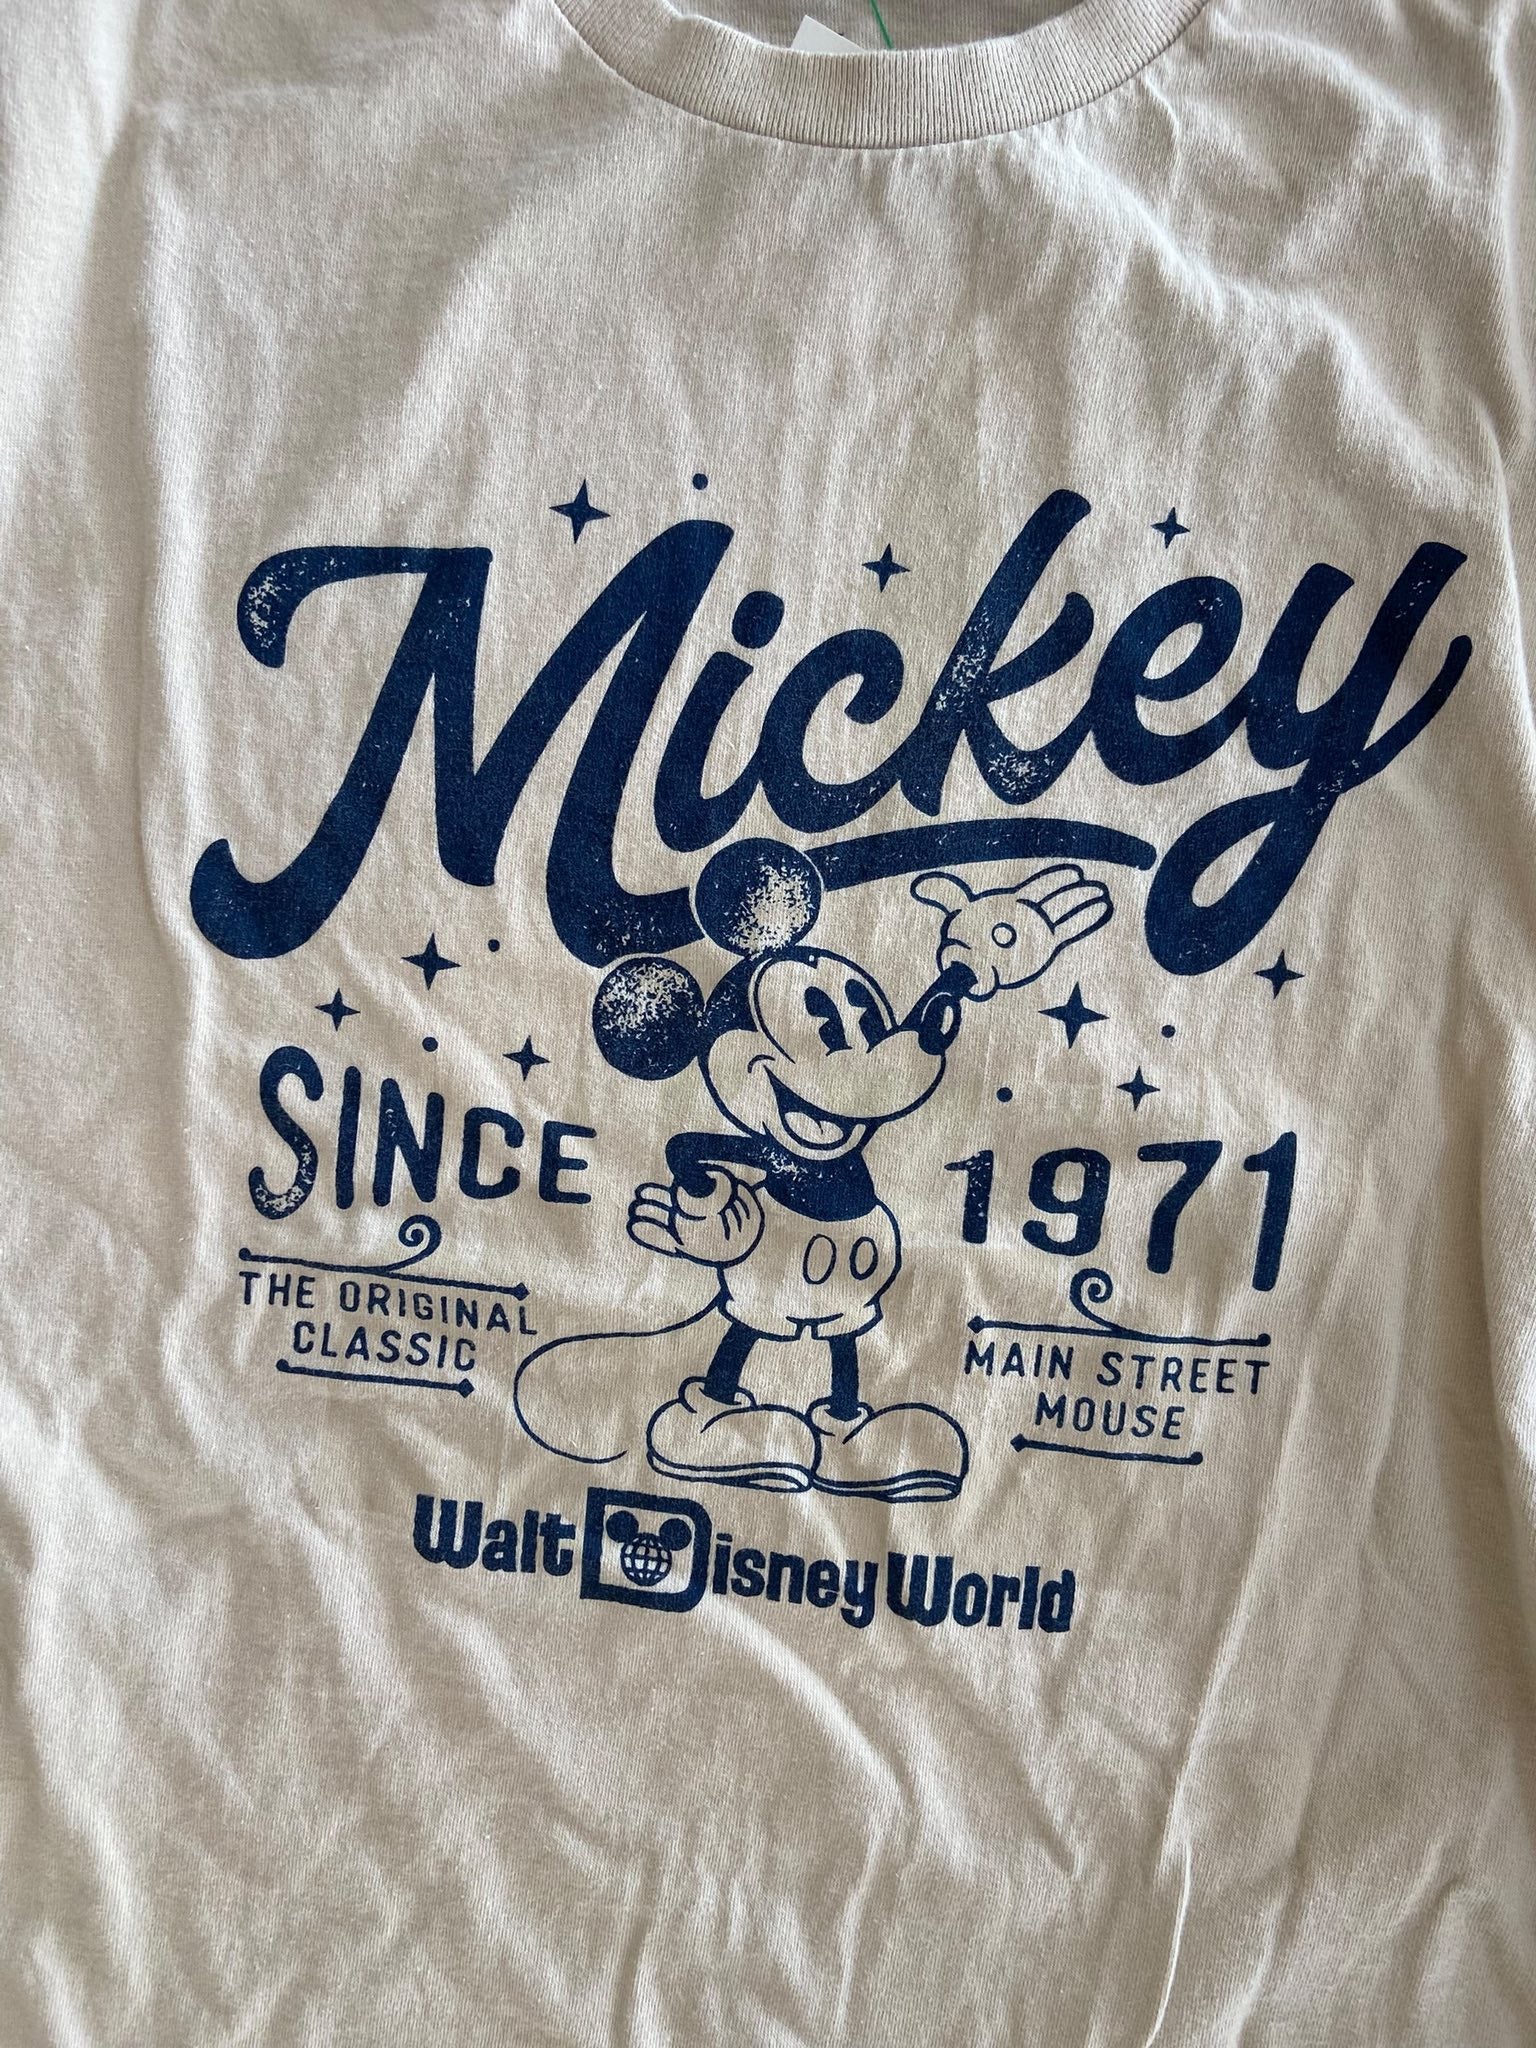 Mickey
SINCE 1971
THE ORIGINAL
CLASSIC
MAIN STREET
MOUSE
Walt Disney World